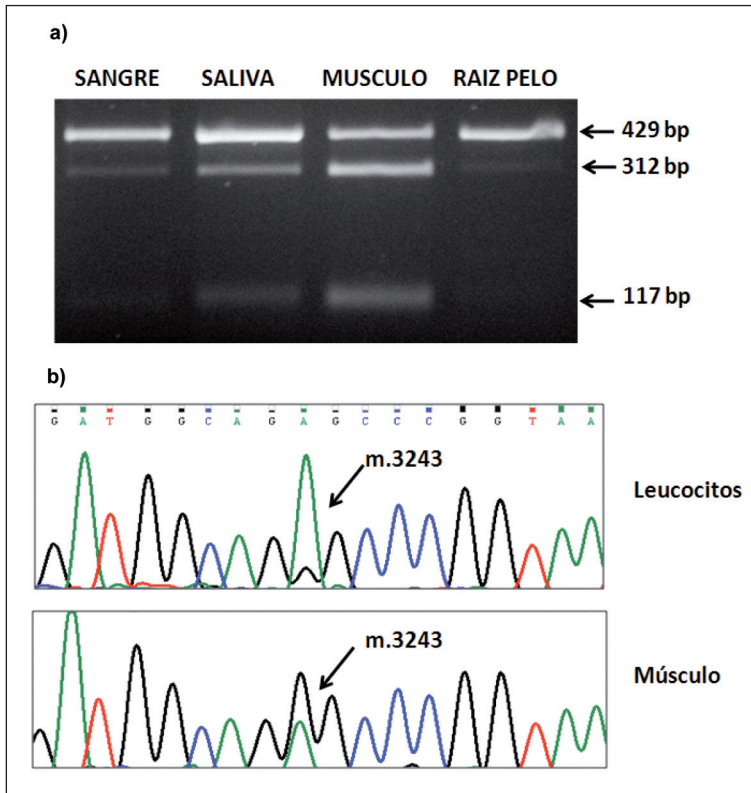 a)
SANGRE SALIVA MUSCULO RAIZ PELO
429 bp
312 bp
117 bp
b)
G A T G G C A G A G C C C G G T A A
m.3243
Leucocitos
m.3243
Músculo